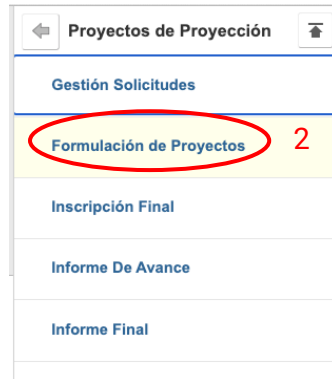 Proyectos de Proyección
Gestión Solicitudes
Formulación de Proyectos 2
Inscripción Final
Informe De Avance
Informe Final